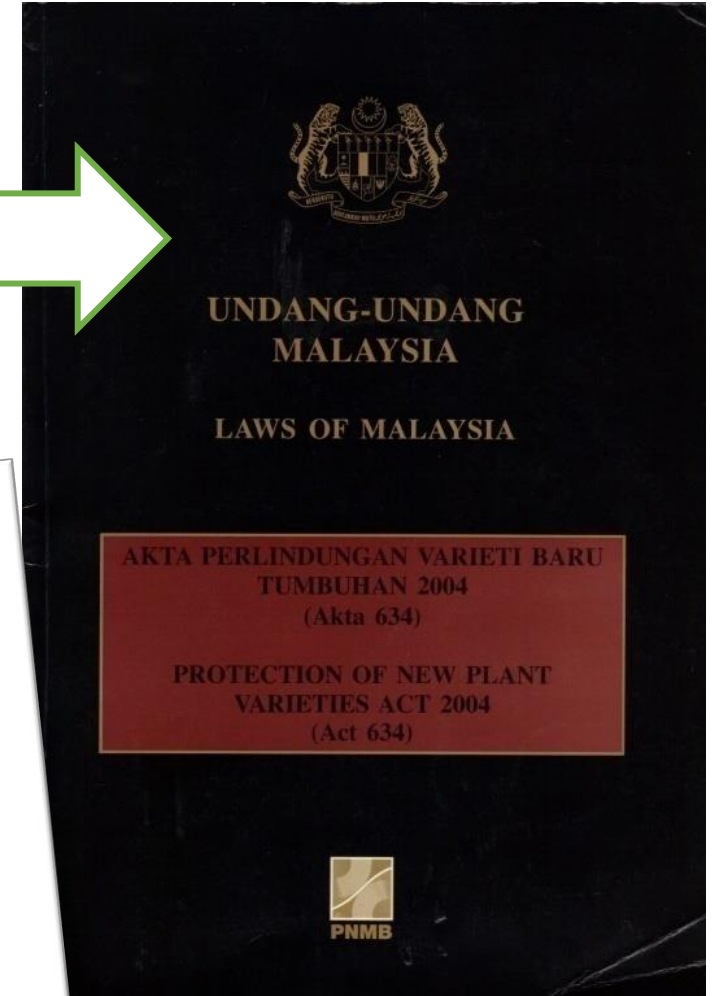 UNDANG-UNDANG
MALAYSIA
LAWS OF MALAYSIA
AKTA PERLINDUNGAN VARIETI BARU
TUMBUHAN 2004
(Akta 634)
PROTECTION OF NEW PLANT
VARIETIES ACT 2004
(Act 634)
PNMB